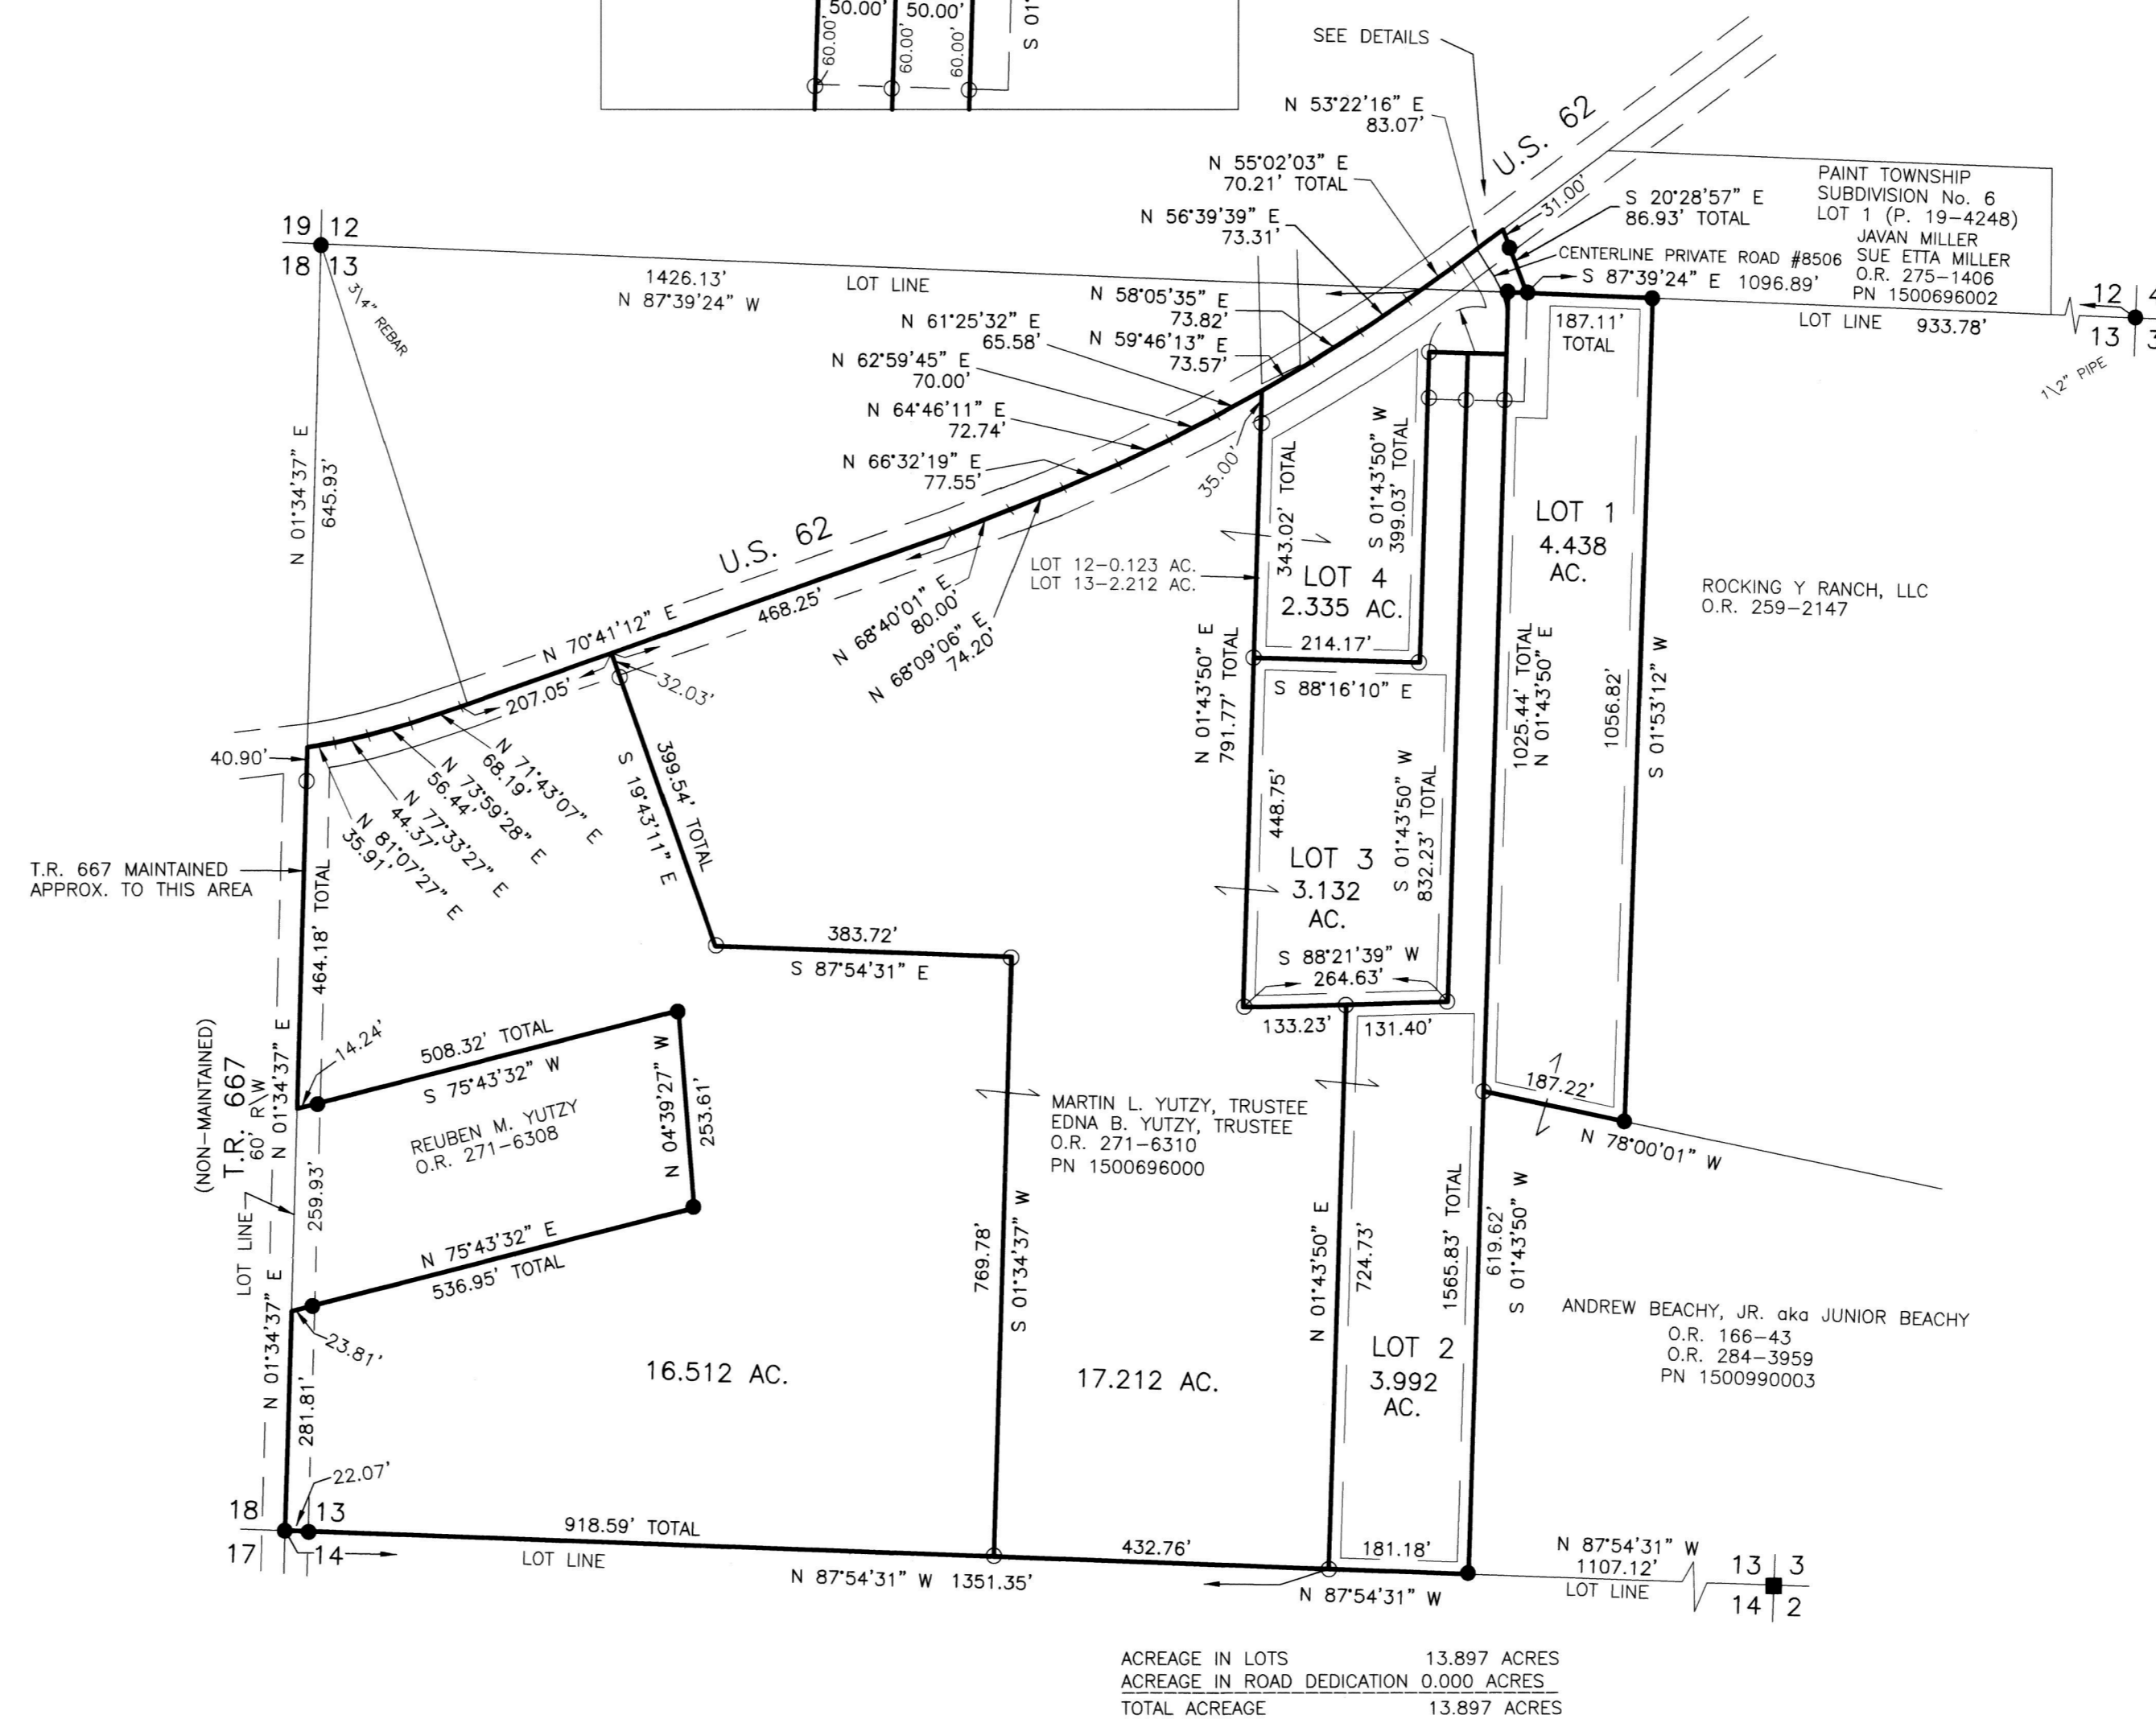 50.00'
50.00'
60.00'
60.00'
60.00'
S 01°
SEE DETAILS
N 53°22'16" E
83.07'
N 55°02'03" E
70.21' TOTAL
N 56°39'39" E
73.31'
N 58°05'35" E
73.82'
N 59°46'13" E
73.57'
N 61°25'32" E
65.58'
N 62°59'45" E
70.00'
N 64°46'11" E
72.74'
N 66°32'19" E
77.55'
U.S. 62
31.00'
S 20°28'57" E
86.93' TOTAL
CENTERLINE PRIVATE ROAD #8506
S 87°39'24" E 1096.89'
PAINT TOWNSHIP
SUBDIVISION No. 6
LOT 1 (P. 19-4248)
JAVAN MILLER
SUE ETTA MILLER
O.R. 275-1406
PN 1500696002
12
4
13
3
1\2" PIPE
LOT LINE 933.78'
187.11'
TOTAL
19
12
18
13
3\4" REBAR
1426.13'
N 87°39'24" W
LOT LINE
N 01°34'37" E
645.93'
U.S. 62
N 70°41'12" E
468.25'
207.05'
32.03'
N 68°40'01" E
80.00'
N 68°09'06" E
74.20'
35.00'
40.90'
N 71°43'07" E
68.19'
N 73°59'28" E
56.44'
N 77°33'27" E
44.37'
N 81°07'27" E
35.91'
T.R. 667 MAINTAINED
APPROX. TO THIS AREA
464.18' TOTAL
N 01°34'37" E
399.54' TOTAL
S 19°43'11" E
383.72'
S 87°54'31" E
LOT 12-0.123 AC.
LOT 13-2.212 AC.
343.02' TOTAL
S 01°43'50" W
399.03' TOTAL
LOT 4
2.335 AC.
214.17'
S 88°16'10" E
N 01°43'50" E
791.77' TOTAL
448.75'
S 01°43'50" W
832.23' TOTAL
LOT 3
3.132
AC.
S 88°21'39" W
264.63'
133.23'
131.40'
LOT 1
4.438
AC.
1025.44' TOTAL
N 01°43'50" E
1056.82'
S 01°53'12" W
ROCKING Y RANCH, LLC
O.R. 259-2147
187.22'
N 78°00'01" W
(NON-MAINTAINED)
T.R. 667
60' R\W
14.24'
508.32' TOTAL
S 75°43'32" W
REUBEN M. YUTZY
O.R. 271-6308
N 04°39'27" W
253.61'
N 75°43'32" E
536.95' TOTAL
259.93'
LOT LINE
N 01°34'37" E
23.81'
281.81'
22.07'
MARTIN L. YUTZY, TRUSTEE
EDNA B. YUTZY, TRUSTEE
O.R. 271-6310
PN 1500696000
769.78'
S 01°34'37" W
16.512 AC.
17.212 AC.
N 01°43'50" E
724.73'
1565.83' TOTAL
619.62'
S 01°43'50" W
LOT 2
3.992
AC.
ANDREW BEACHY, JR. aka JUNIOR BEACHY
O.R. 166-43
O.R. 284-3959
PN 1500990003
18
13
17
14
918.59' TOTAL
LOT LINE
N 87°54'31" W 1351.35'
432.76'
181.18'
N 87°54'31" W
N 87°54'31" W
1107.12'
LOT LINE
13
3
14
2
ACREAGE IN LOTS 13.897 ACRES
ACREAGE IN ROAD DEDICATION 0.000 ACRES
TOTAL ACREAGE 13.897 ACRES